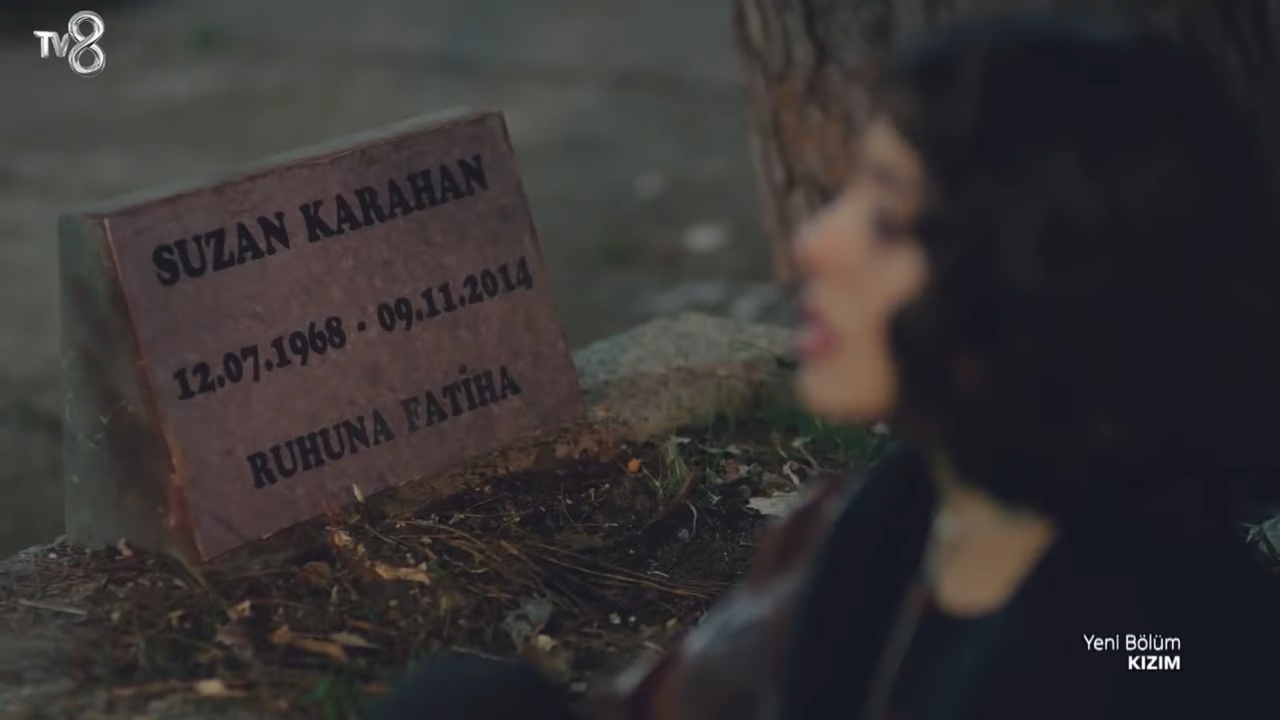 TV8
SUZAN KARAHAN
12.07.1968 - 09.11.2014
RUHUNA FATİHA
Yeni Bölüm
KIZIM